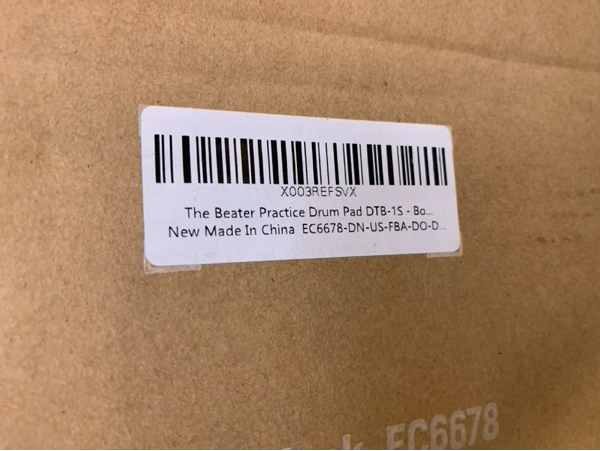 X003REFSVX
The Beater Practice Drum Pad DTB-1S - Bo...
New Made In China EC6678-DN-US-FBA-DO-D...
EC6678